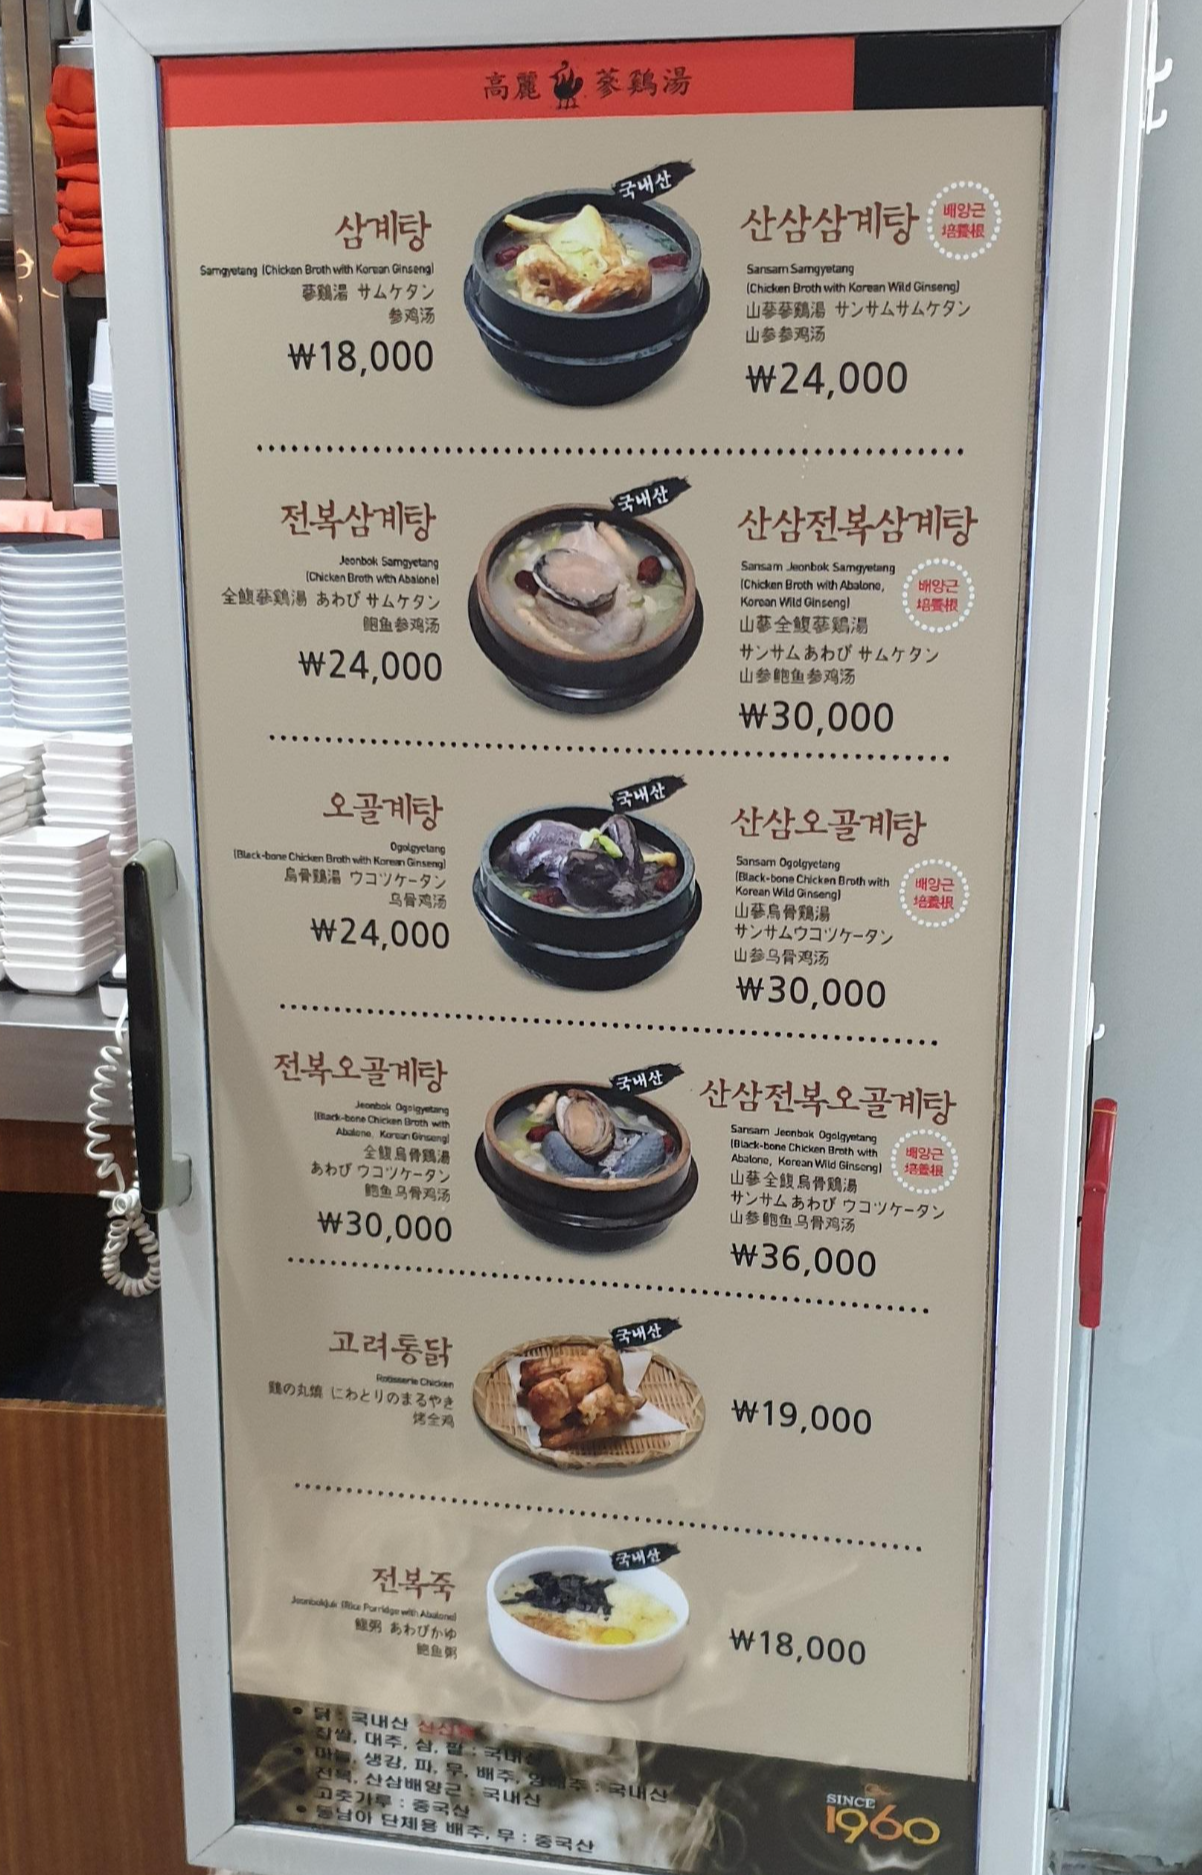 高麗 蔘鷄湯
국내산
삼계탕
Samgyetang (Chicken Broth with Korean Ginseng)
蔘鷄湯 サムケタン
参鸡汤
₩18,000
산삼삼계탕
배양근
培養根
Sansam Samgyetang
(Chicken Broth with Korean Wild Ginseng)
山蔘蔘鷄湯 サンサムサムケタン
山参参鸡汤
₩24,000
국내산
전복삼계탕
Jeonbok Samgyetang
(Chicken Broth with Abalone)
全鰒蔘鷄湯 あわび サムケタン
鲍鱼参鸡汤
₩24,000
산삼전복삼계탕
배양근
培養根
Sansam Jeonbok Samgyetang
(Chicken Broth with Abalone,
Korean Wild Ginseng)
山蔘全鰒蔘鷄湯
サンサム あわび サムケタン
山参鲍鱼参鸡汤
₩30,000
국내산
오골계탕
Ogolgyetang
(Black-bone Chicken Broth with Korean Ginseng)
烏骨鷄湯 ウコツケータン
乌骨鸡汤
₩24,000
산삼오골계탕
배양근
培養根
Sansam Ogolgyetang
(Black-bone Chicken Broth with
Korean Wild Ginseng)
山蔘烏骨鷄湯
サンサムウコツケータン
山参乌骨鸡汤
₩30,000
국내산
전복오골계탕
Jeonbok Ogolgyetang
(Black-bone Chicken Broth with
Abalone, Korean Ginseng)
全鰒烏骨鷄湯
あわび ウコツケータン
鲍鱼乌骨鸡汤
₩30,000
산삼전복오골계탕
배양근
培養根
Sansam Jeonbok Ogolgyetang
(Black-bone Chicken Broth with
Abalone, Korean Wild Ginseng)
山蔘全鰒烏骨鷄湯
サンサム あわび ウコツケータン
山参鲍鱼乌骨鸡汤
₩36,000
국내산
고려통닭
Rotisserie Chicken
鷄の丸燒 にわとりのまるやき
烤全鸡
₩19,000
국내산
전복죽
Jeonbokjuk (Rice Porridge with Abalone)
鰒粥 あわびかゆ
鲍鱼粥
₩18,000
• 닭 : 국내산
찹쌀, 대추, 삼, 팥 : 국내산
• 마늘, 생강, 파, 무, 배추, 양배추 : 국내산
전복, 산삼배양근 : 국내산
고춧가루 : 중국산
• 동남아 단체용 배추, 무 : 중국산
SINCE
1960